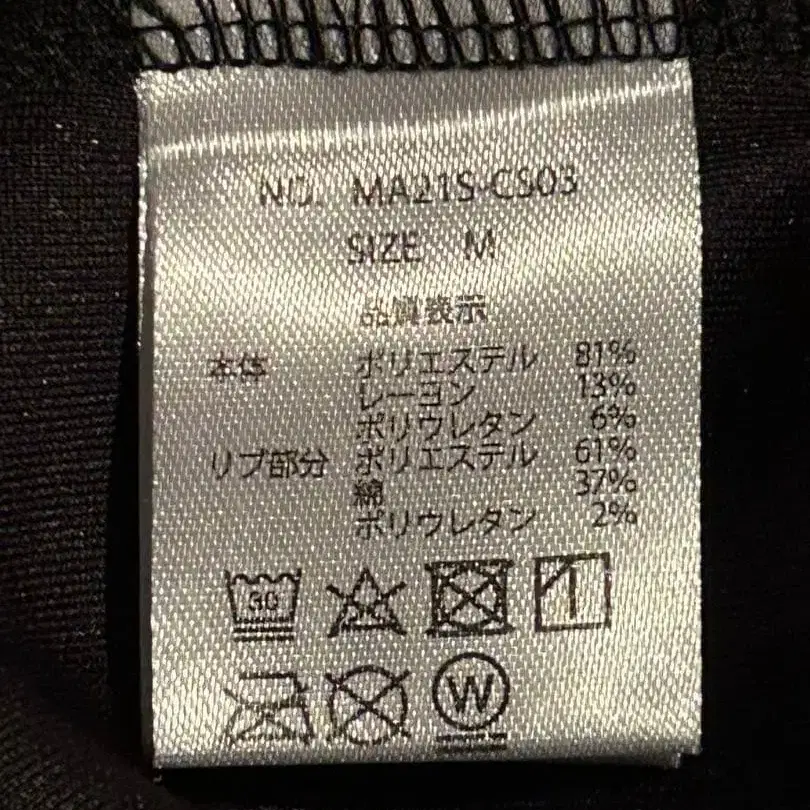 NO. MA21S-CS03
SIZE M
品質表示
本体 ポリエステル 81%
レーヨン 13%
ポリウレタン 6%
リブ部分 ポリエステル 61%
綿 37%
ポリウレタン 2%
30
W